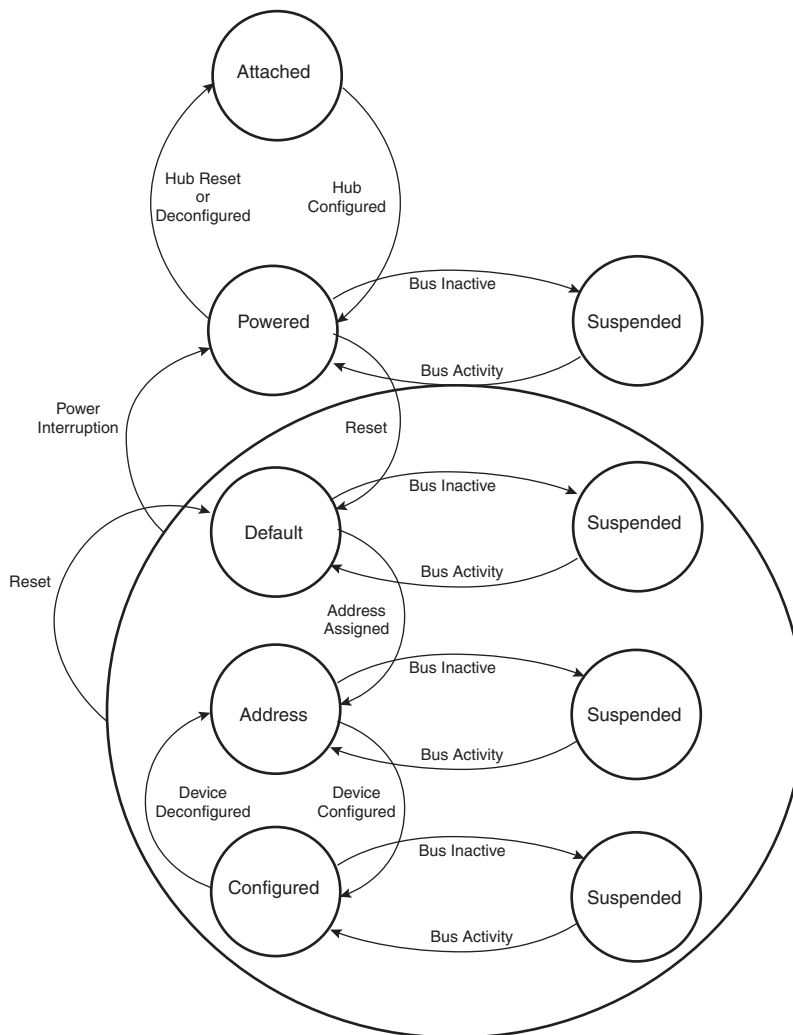 Attached
Hub Reset
or
Deconfigured
Hub
Configured
Powered
Bus Inactive
Suspended
Bus Activity
Power
Interruption
Reset
Bus Inactive
Default
Suspended
Bus Activity
Reset
Address
Assigned
Bus Inactive
Address
Suspended
Bus Activity
Device
Deconfigured
Device
Configured
Bus Inactive
Configured
Suspended
Bus Activity